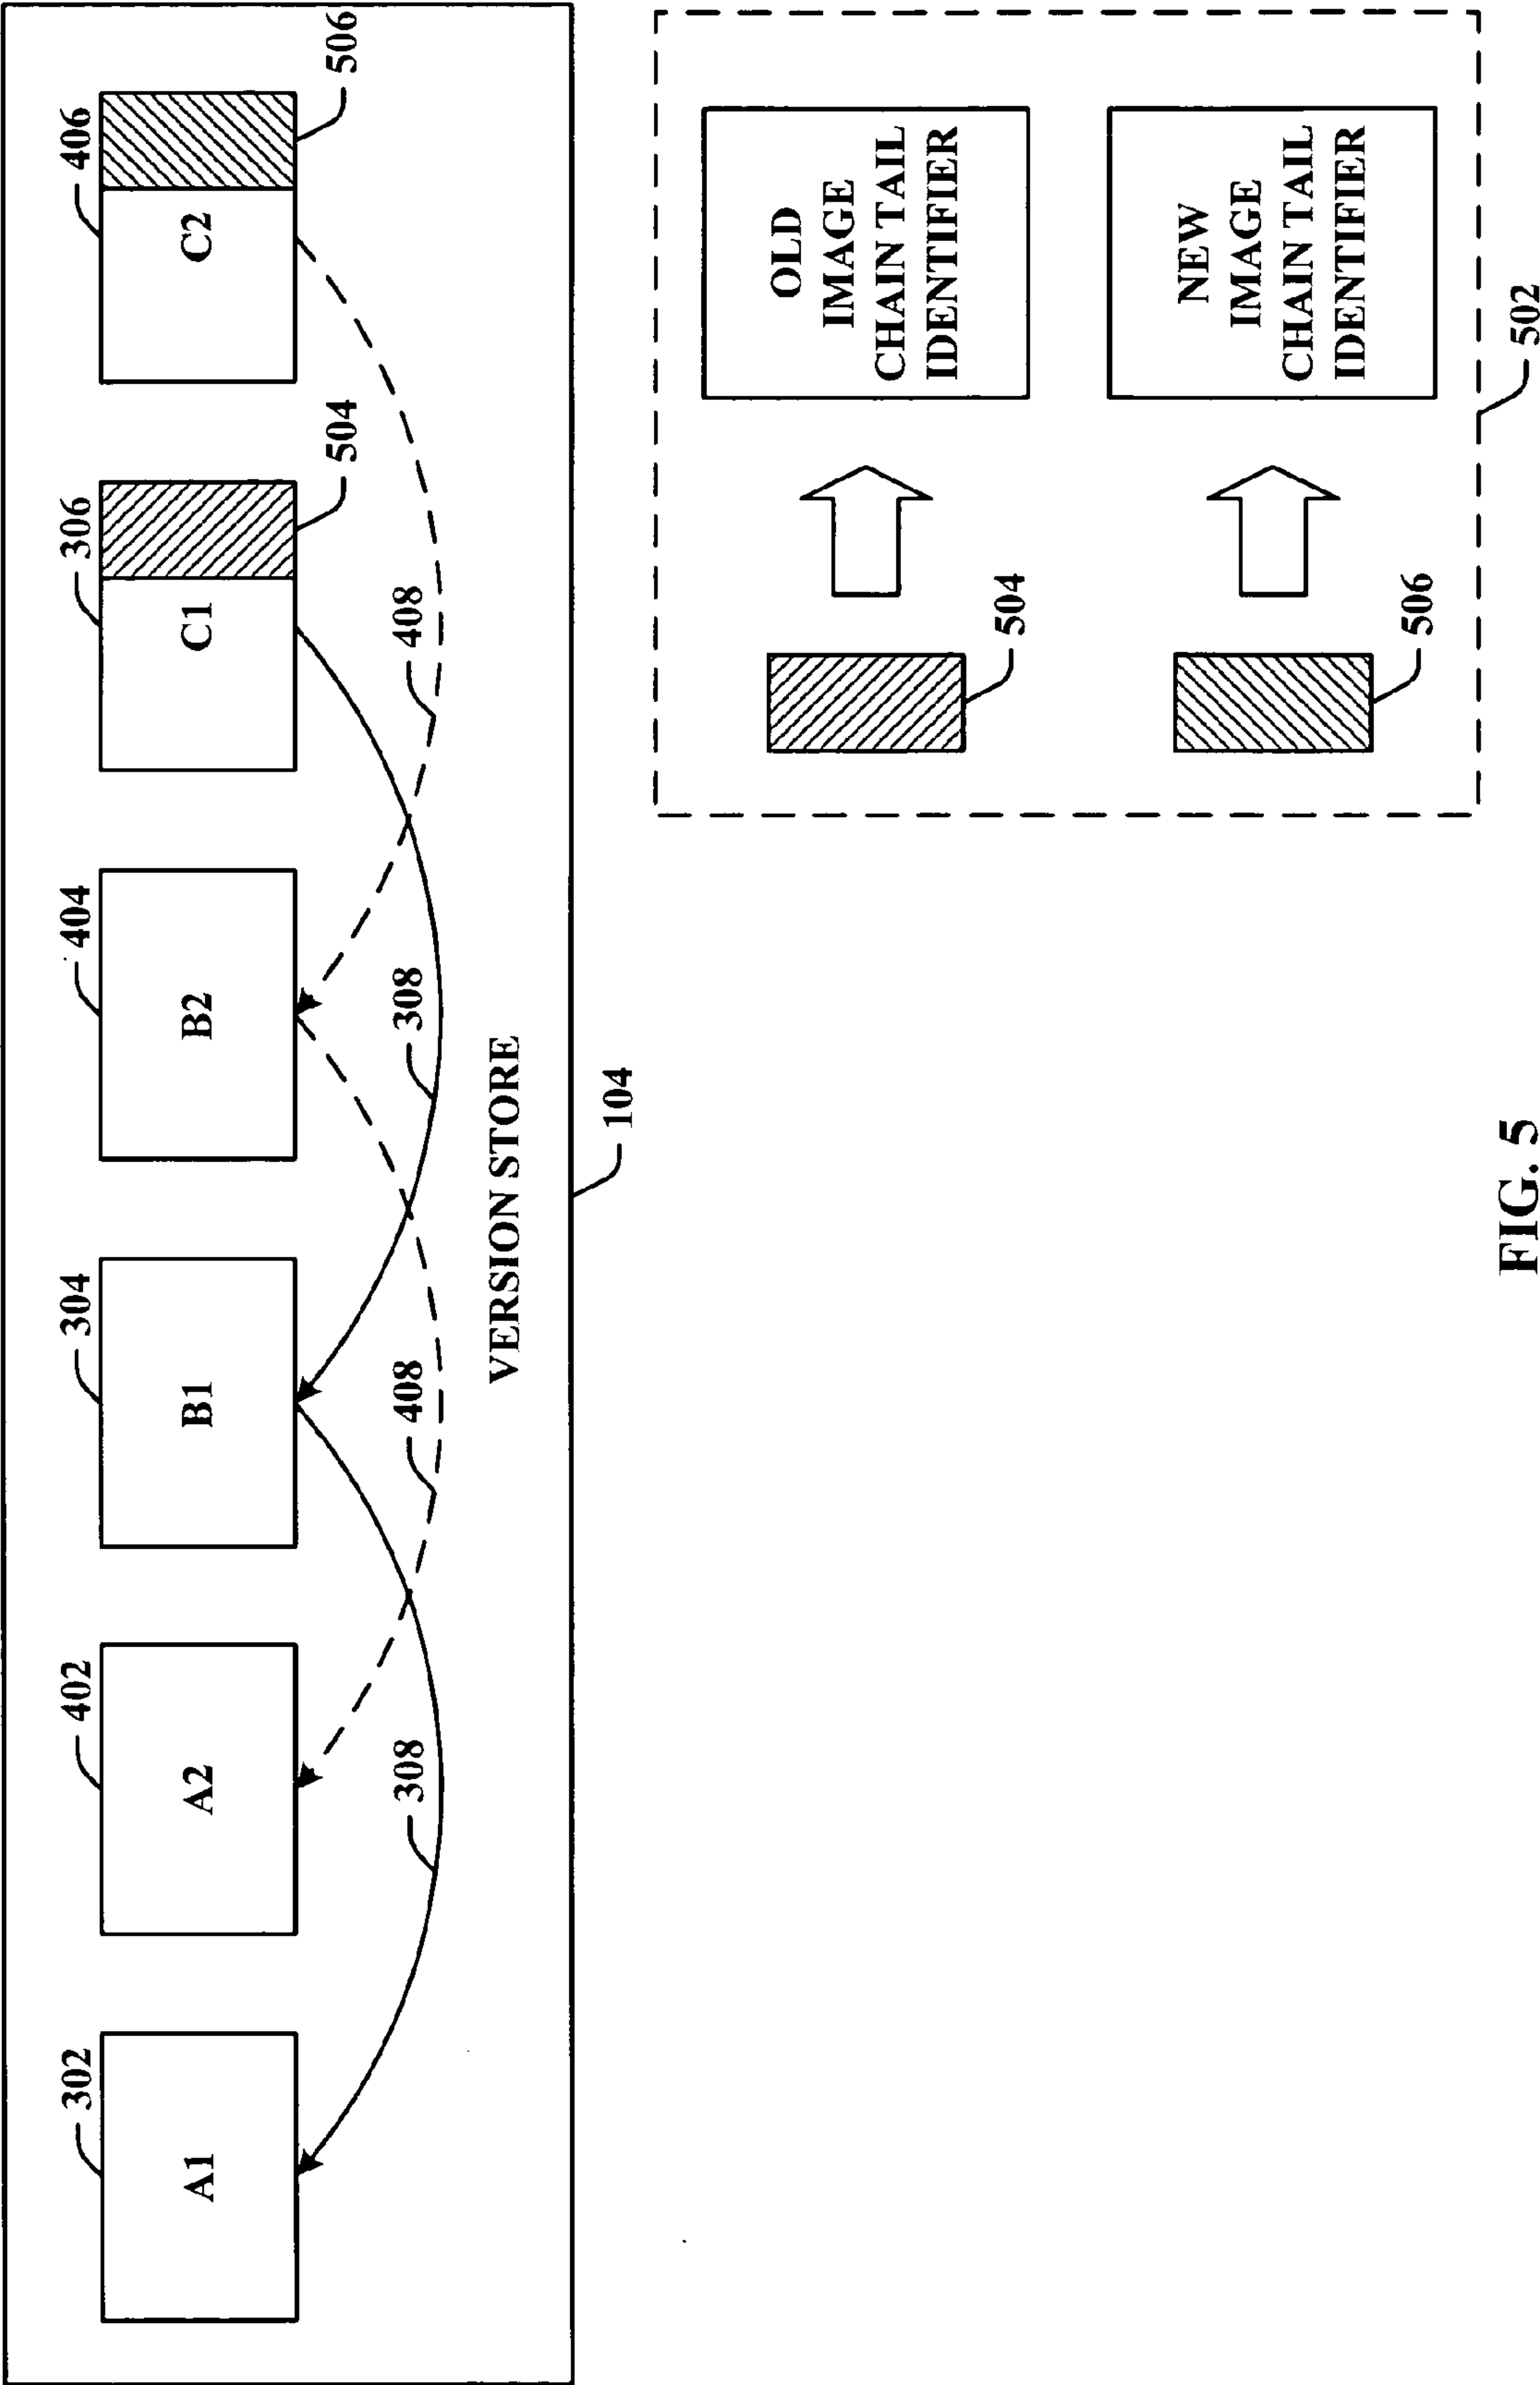 302
402
304
404
306
406
A1
A2
B1
B2
C1
C2
504
506
308
408
308
408
VERSION STORE
104
504
OLD
IMAGE
CHAIN TAIL
IDENTIFIER
506
NEW
IMAGE
CHAIN TAIL
IDENTIFIER
502
FIG. 5